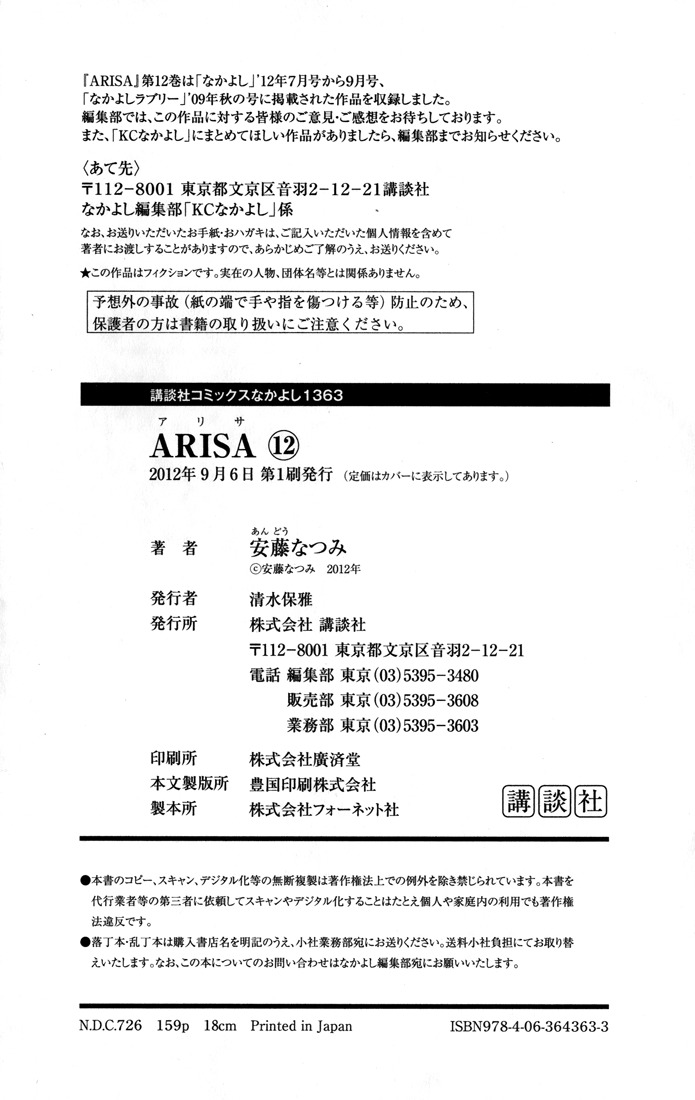 『ARISA』第12巻は「なかよし」'12年7月号から9月号、
「なかよしラブリー」'09年秋の号に掲載された作品を収録しました。
編集部では、この作品に対する皆様のご意見・ご感想をお待ちしております。
また、「KCなかよし」にまとめてほしい作品がありましたら、編集部までお知らせください。
〈あて先〉
〒112−8001 東京都文京区音羽2−12−21講談社
なかよし編集部「KCなかよし」係
なお、お送りいただいたお手紙・おハガキは、ご記入いただいた個人情報を含めて
著者にお渡しすることがありますので、あらかじめご了解のうえ、お送りください。
★この作品はフィクションです。実在の人物、団体名等とは関係ありません。
予想外の事故（紙の端で手や指を傷つける等）防止のため、
保護者の方は書籍の取り扱いにご注意ください。
講談社コミックスなかよし1363
アリサ
ARISA ⑫
2012年9月6日 第1刷発行 （定価はカバーに表示してあります。）
あんどう
著者 安藤なつみ
©安藤なつみ 2012年
発行者 清水保雅
発行所 株式会社 講談社
〒112−8001 東京都文京区音羽2−12−21
電話 編集部 東京(03)5395−3480
販売部 東京(03)5395−3608
業務部 東京(03)5395−3603
印刷所 株式会社廣済堂
本文製版所 豊国印刷株式会社
製本所 株式会社フォーネット社
講談社
●本書のコピー、スキャン、デジタル化等の無断複製は著作権法上での例外を除き禁じられています。本書を
代行業者等の第三者に依頼してスキャンやデジタル化することはたとえ個人や家庭内の利用でも著作権
法違反です。
●落丁本・乱丁本は購入書店名を明記のうえ、小社業務部宛にお送りください。送料小社負担にてお取り替
えいたします。なお、この本についてのお問い合わせはなかよし編集部宛にお願いいたします。
N.D.C.726 159p 18cm Printed in Japan ISBN978-4-06-364363-3